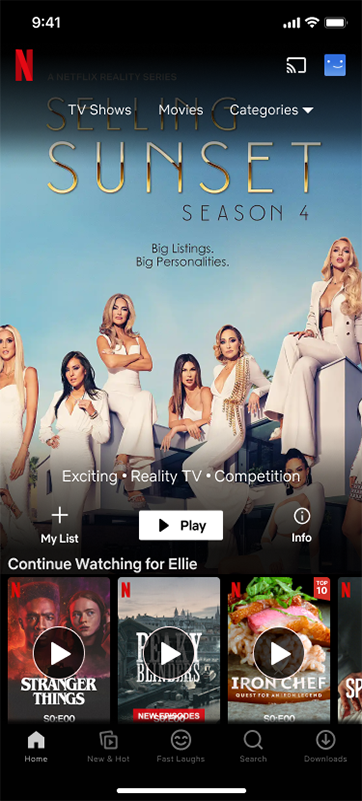 9:41
N
A NETFLIX REALITY SERIES
TV Shows Movies Categories
SELLING
SUNSET
SEASON 4
Big Listings.
Big Personalities.
Exciting • Reality TV • Competition
My List
Play
Info
Continue Watching for Ellie
N
STRANGER
THINGS
S0:E00
N
PEAKY
BLINDERS
NEW EPISODES
S0:E00
N
TOP
10
IRON CHEF
QUEST FOR AN IRON LEGEND
S0:E00
N
SP
Home New & Hot Fast Laughs Search Downloads